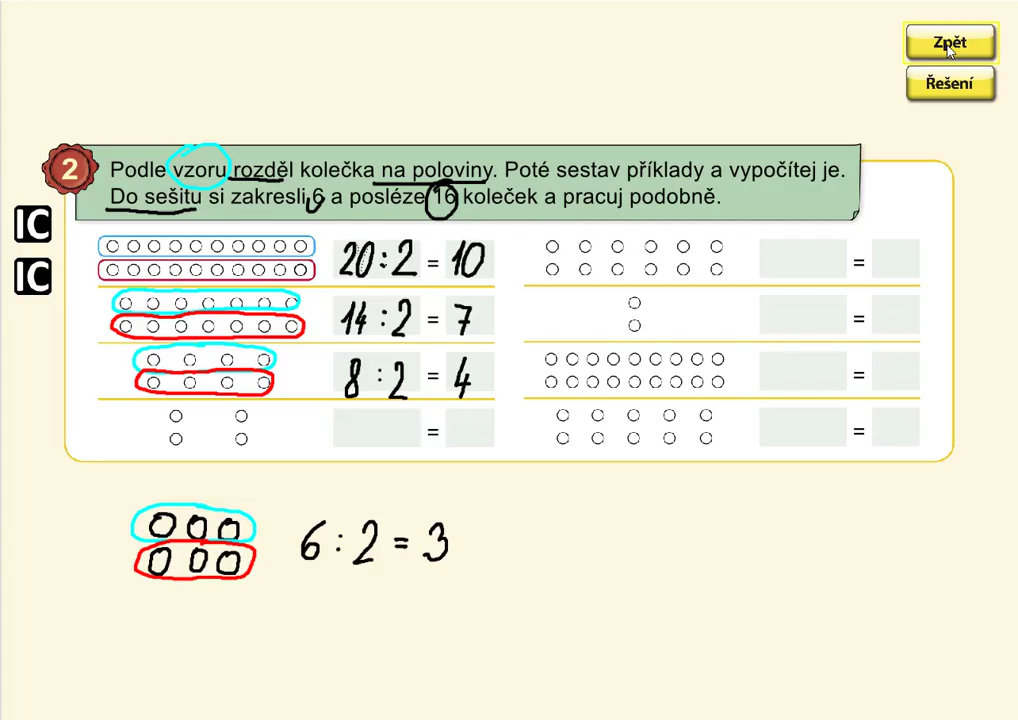 Zpět
Řešení
2
Podle vzoru rozděl kolečka na poloviny. Poté sestav příklady a vypočítej je.
Do sešitu si zakresli 6 a posléze 16 koleček a pracuj podobně.
IC
IC
20:2 = 10
=
14:2 = 7
=
8:2 = 4
=
=
=
6:2=3